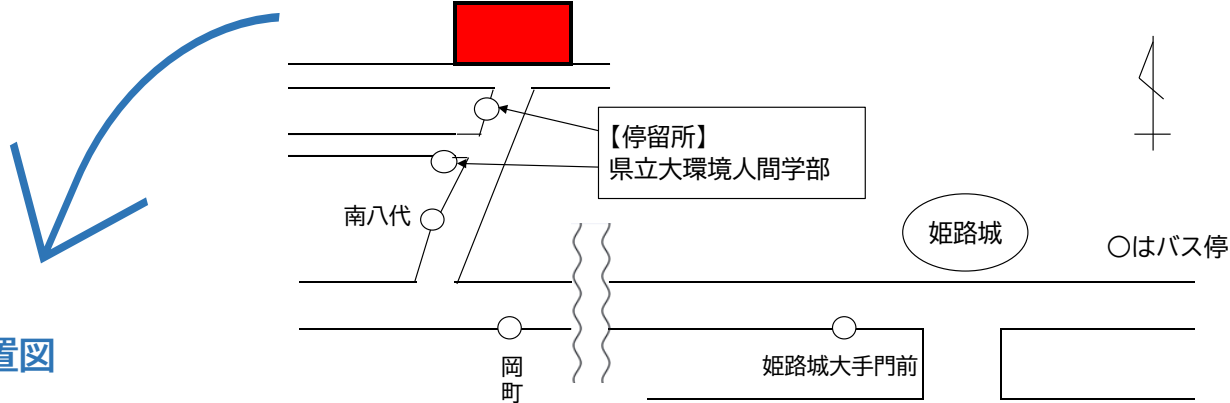 【停留所】
県立大環境人間学部
南八代
姫路城
〇はバス停
置図
岡
町
姫路城大手門前